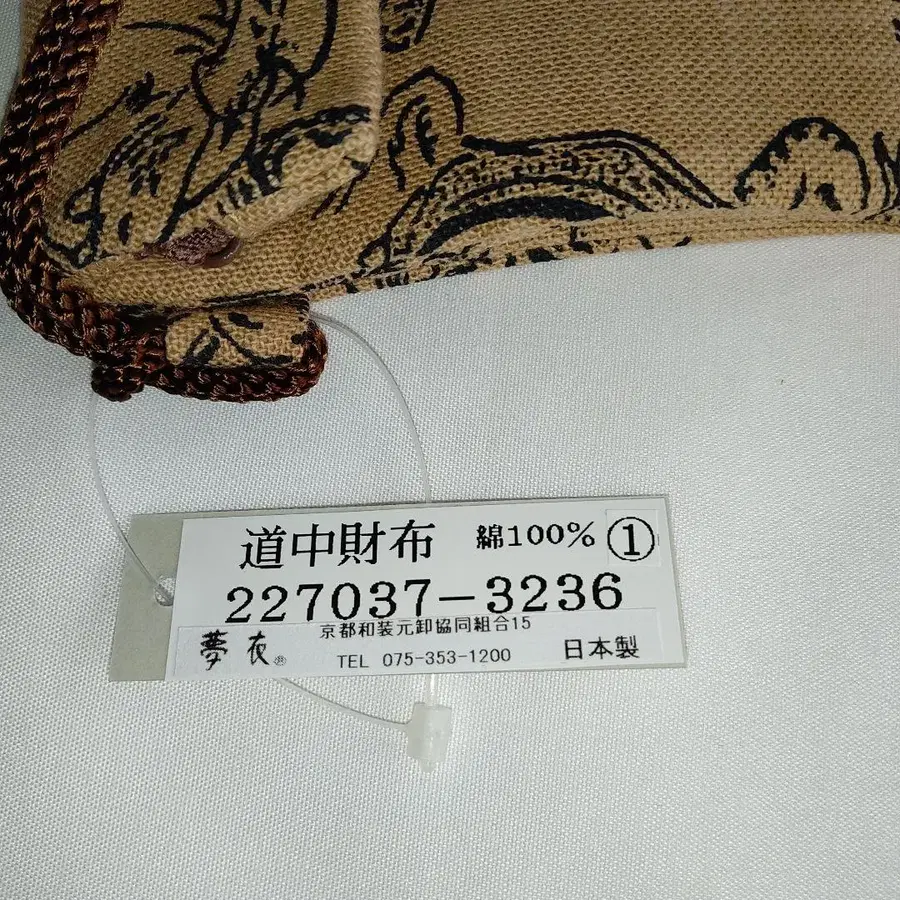 道中財布 綿100% ①
227037-3236
京都和装元卸協同組合15
夢衣® TEL 075-353-1200 日本製